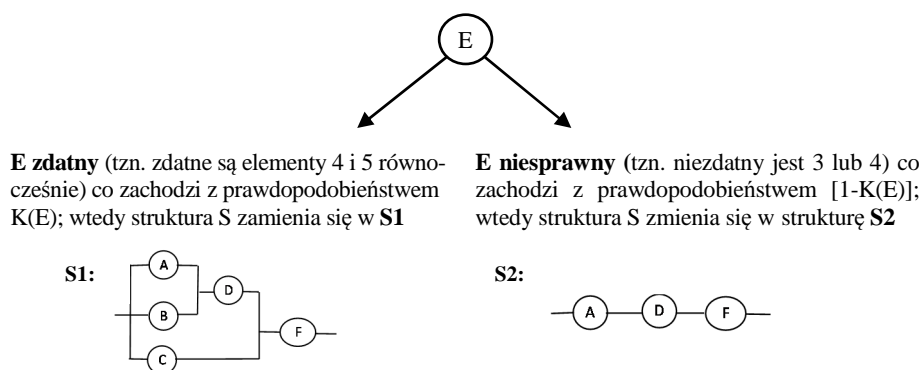 E
E zdatny (tzn. zdatne są elementy 4 i 5 równo-
cześnie) co zachodzi z prawdopodobieństwem
K(E); wtedy struktura S zamienia się w S1
E niesprawny (tzn. niezdatny jest 3 lub 4) co
zachodzi z prawdopodobieństwem [1-K(E)];
wtedy struktura S zmienia się w strukturę S2
S1:
A
D
B
F
C
S2:
A
D
F